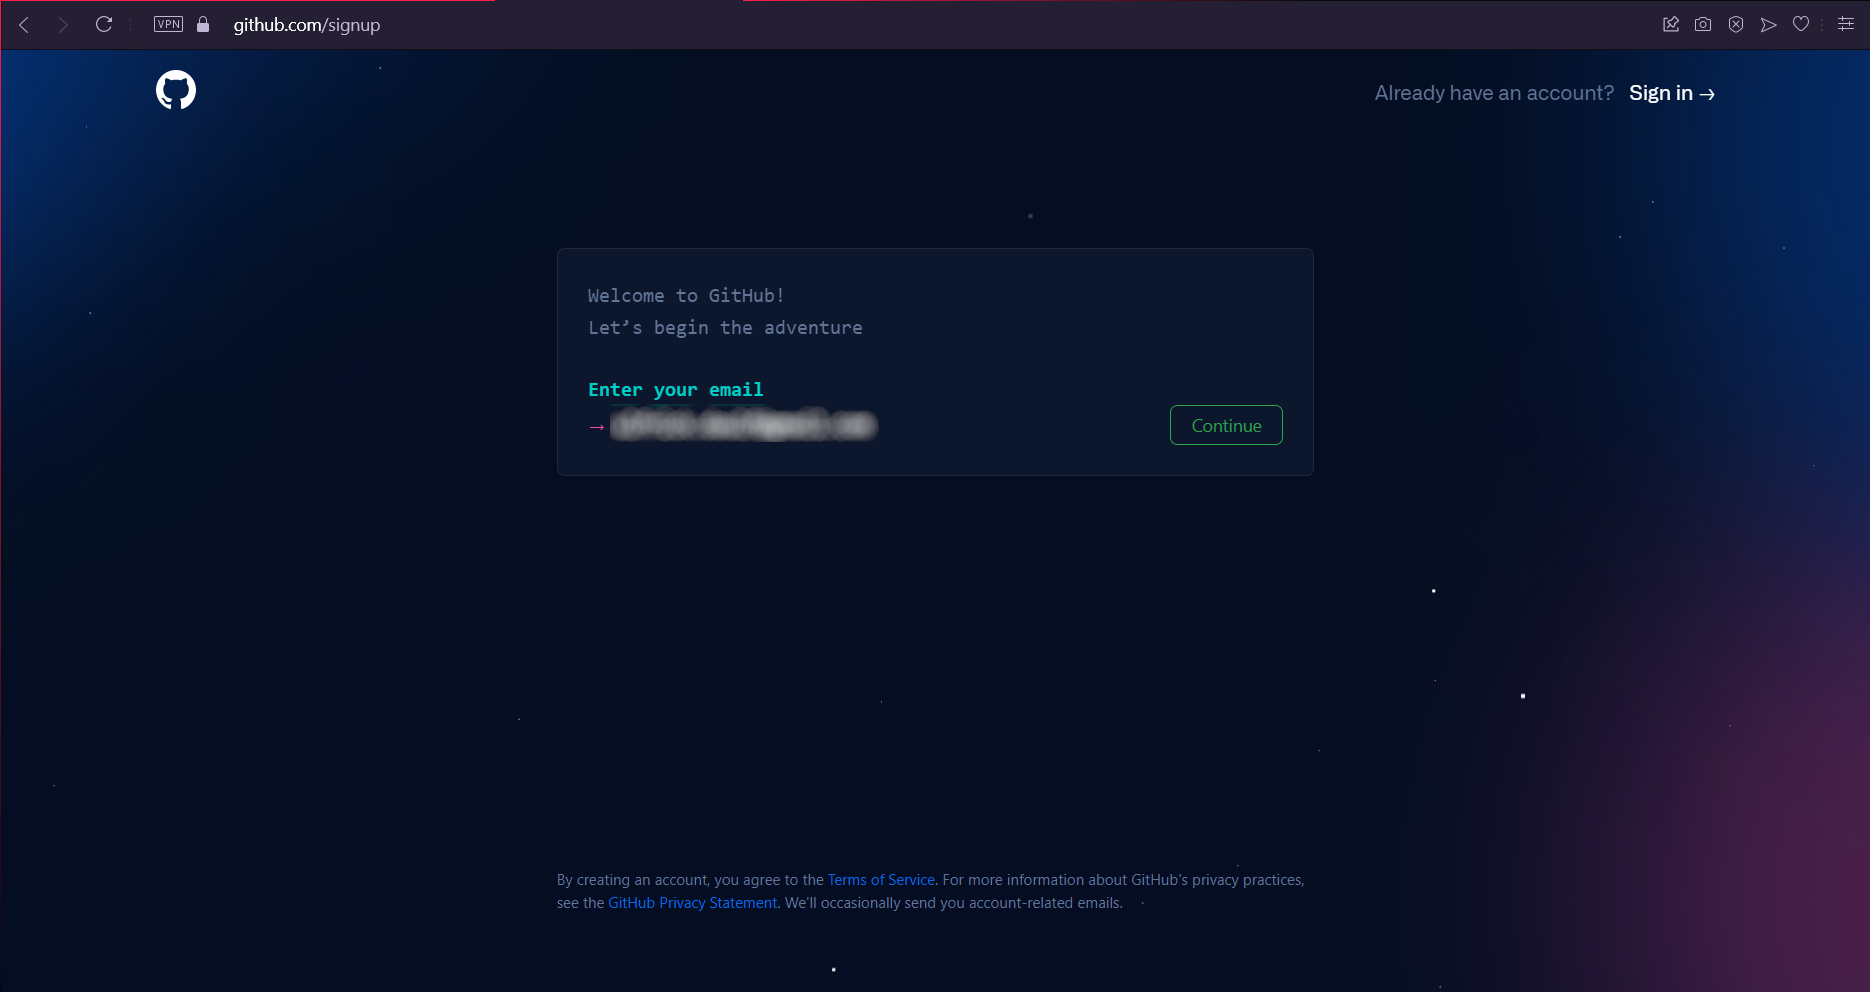 VPN github.com/signup
Already have an account? Sign in →
Welcome to GitHub!
Let’s begin the adventure
Enter your email
→
Continue
By creating an account, you agree to the Terms of Service. For more information about GitHub's privacy practices,
see the GitHub Privacy Statement. We'll occasionally send you account-related emails.